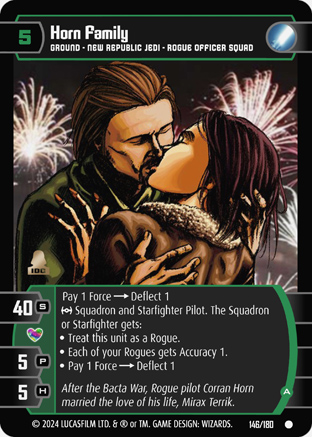 5
Horn Family
GROUND - NEW REPUBLIC JEDI - ROGUE OFFICER SQUAD
IDC
40 S
5 P
5 H
Pay 1 Force → Deflect 1
Squadron and Starfighter Pilot. The Squadron
or Starfighter gets:
• Treat this unit as a Rogue.
• Each of your Rogues gets Accuracy 1.
• Pay 1 Force → Deflect 1
After the Bacta War, Rogue pilot Corran Horn
married the love of his life, Mirax Terrik.
A
© 2024 LUCASFILM LTD. & ® or TM. GAME DESIGN: WIZARDS.
146/180